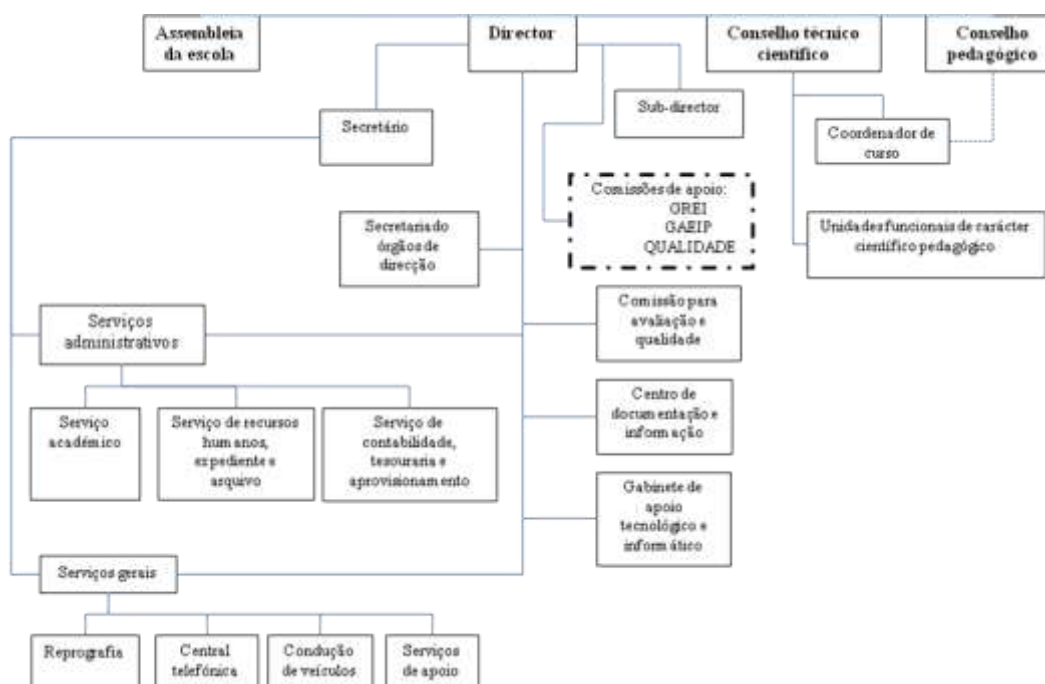 Assembleia
da escola
Director
Conselho técnico
científico
Conselho
pedagógico
Secretário
Sub-director
Coordenador de
curso
Comissões de apoio:
GREI
GAEIP
QUALIDADE
Secretariado
órgãos de
direcção
Unidades funcionais de carácter
científico pedagógico
Serviços
administrativos
Comissão para
avaliação e
qualidade
Serviço
académico
Serviço de recursos
humanos,
expediente e
arquivo
Serviço de
contabilidade,
tesouraria e
aprovisionamento
Centro de
documentação e
informação
Gabinete de
apoio
tecnológico e
informático
Serviços gerais
Reprografia
Central
telefónica
Condução
de veículos
Serviços
de apoio